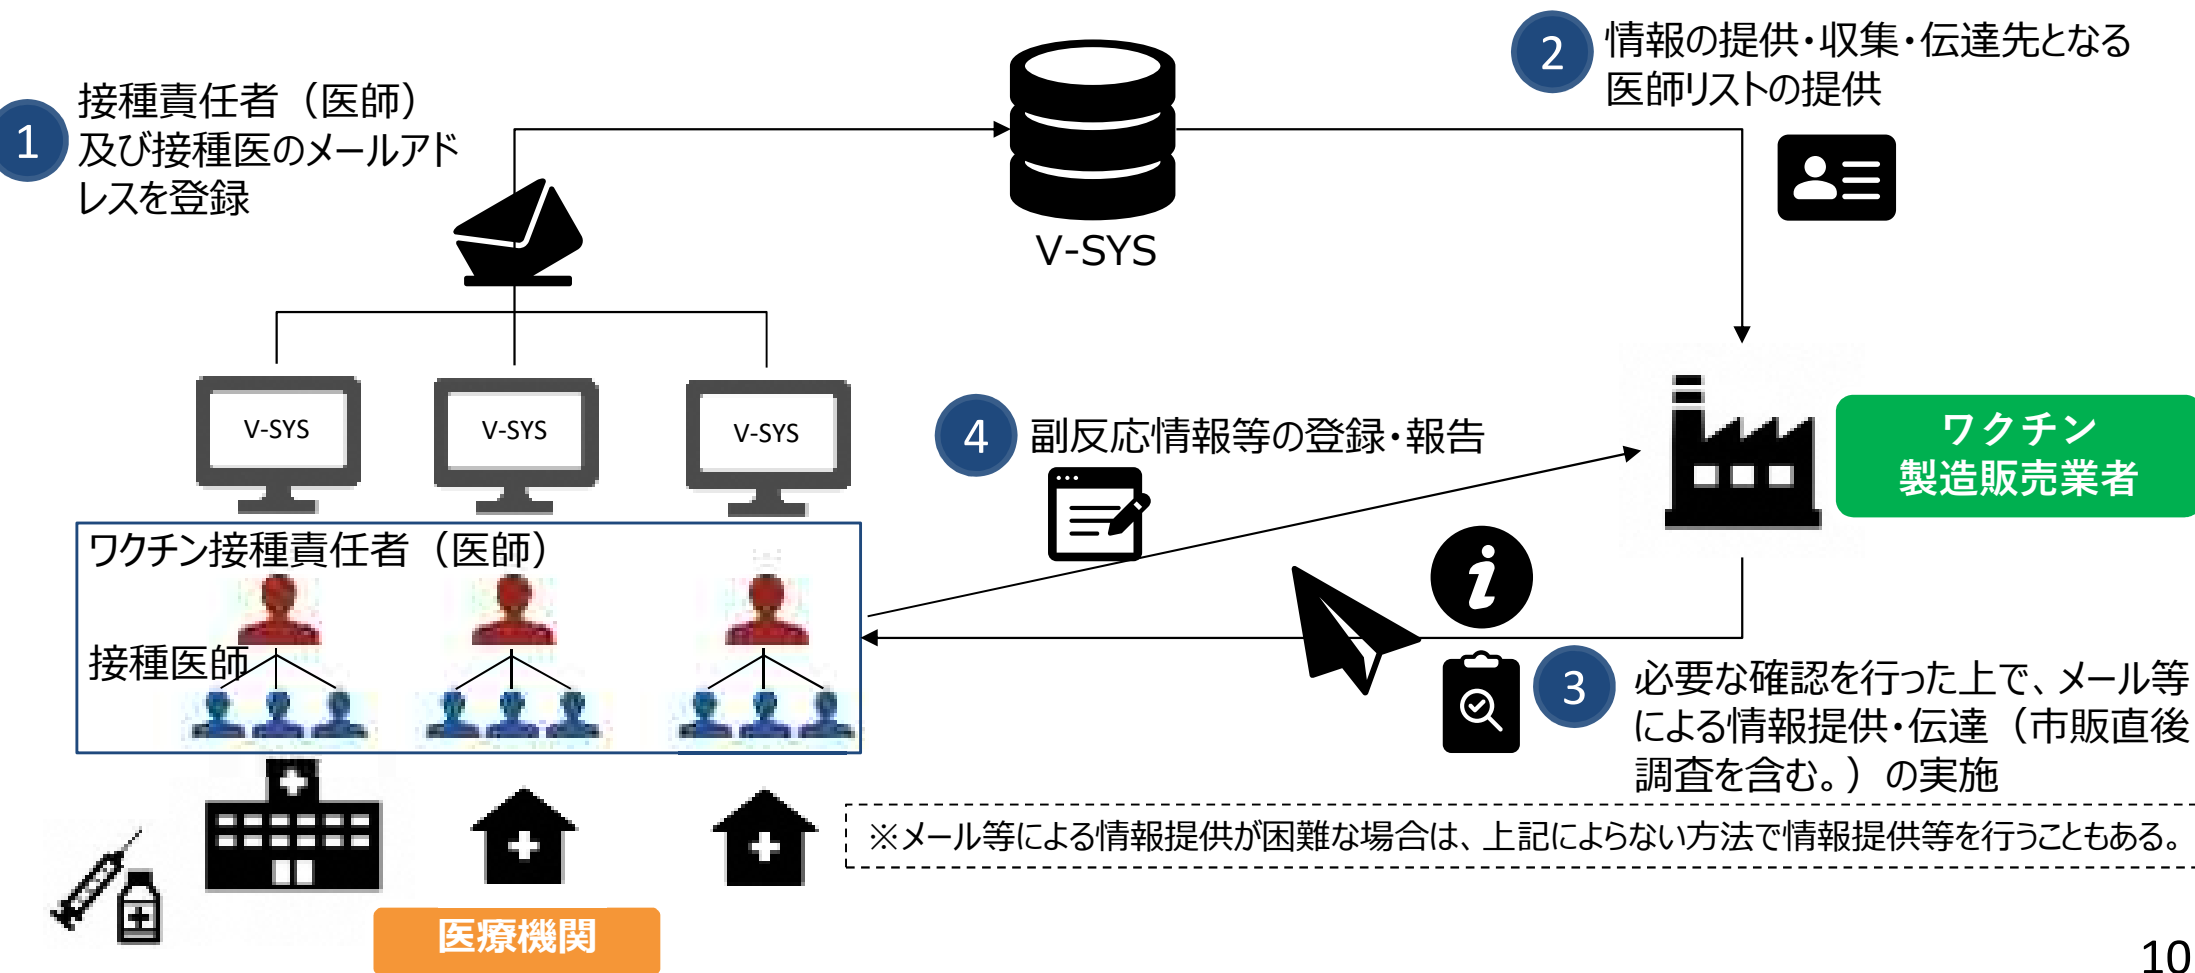 1
接種責任者（医師）
及び接種医のメールアド
レスを登録
V-SYS
2
情報の提供・収集・伝達先となる
医師リストの提供
V-SYS
V-SYS
V-SYS
4
副反応情報等の登録・報告
ワクチン
製造販売業者
ワクチン接種責任者（医師）
接種医師
3
必要な確認を行った上で、メール等
による情報提供・伝達（市販直後
調査を含む。）の実施
※メール等による情報提供が困難な場合は、上記によらない方法で情報提供等を行うこともある。
医療機関
10